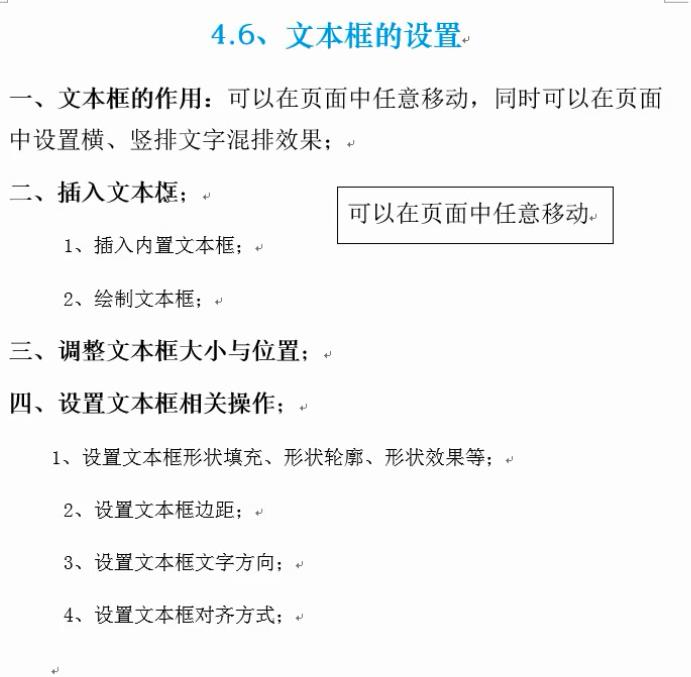 4.6、文本框的设置
一、文本框的作用：可以在页面中任意移动，同时可以在页面
中设置横、竖排文字混排效果；
二、插入文本框；
可以在页面中任意移动
1、插入内置文本框；
2、绘制文本框；
三、调整文本框大小与位置；
四、设置文本框相关操作；
1、设置文本框形状填充、形状轮廓、形状效果等；
2、设置文本框边距；
3、设置文本框文字方向；
4、设置文本框对齐方式；